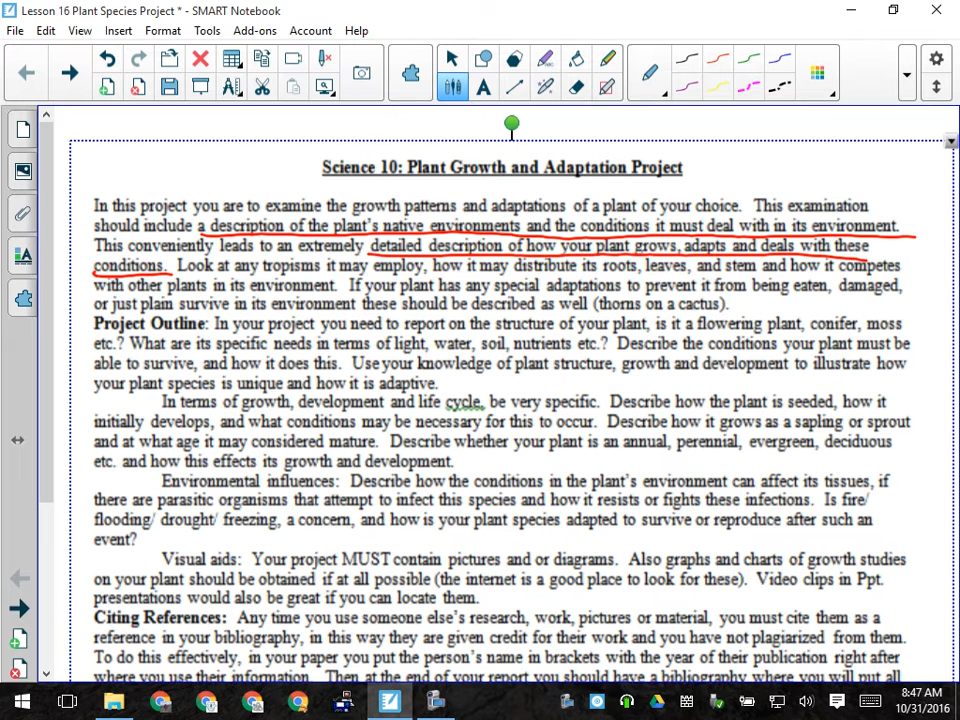 Lesson 16 Plant Species Project * - SMART Notebook
File Edit View Insert Format Tools Add-ons Account Help
Science 10: Plant Growth and Adaptation Project
In this project you are to examine the growth patterns and adaptations of a plant of your choice. This examination
should include a description of the plant's native environments and the conditions it must deal with in its environment.
This conveniently leads to an extremely detailed description of how your plant grows, adapts and deals with these
conditions. Look at any tropisms it may employ, how it may distribute its roots, leaves, and stem and how it competes
with other plants in its environment. If your plant has any special adaptations to prevent it from being eaten, damaged,
or just plain survive in its environment these should be described as well (thorns on a cactus).
Project Outline: In your project you need to report on the structure of your plant, is it a flowering plant, conifer, moss
etc.? What are its specific needs in terms of light, water, soil, nutrients etc.? Describe the conditions your plant must be
able to survive, and how it does this. Use your knowledge of plant structure, growth and development to illustrate how
your plant species is unique and how it is adaptive.
In terms of growth, development and life cycle, be very specific. Describe how the plant is seeded, how it
initially develops, and what conditions may be necessary for this to occur. Describe how it grows as a sapling or sprout
and at what age it may considered mature. Describe whether your plant is an annual, perennial, evergreen, deciduous
etc. and how this effects its growth and development.
Environmental influences: Describe how the conditions in the plant's environment can affect its tissues, if
there are parasitic organisms that attempt to infect this species and how it resists or fights these infections. Is fire/
flooding/ drought/ freezing, a concern, and how is your plant species adapted to survive or reproduce after such an
event?
Visual aids: Your project MUST contain pictures and or diagrams. Also graphs and charts of growth studies
on your plant should be obtained if at all possible (the internet is a good place to look for these). Video clips in Ppt.
presentations would also be great if you can locate them.
Citing References: Any time you use someone else's research, work, pictures or material, you must cite them as a
reference in your bibliography, in this way they are given credit for their work and you have not plagiarized from them.
To do this effectively, in your paper you put the person's name in brackets with the year of their publication right after
where you use their information. Then at the end of your report you should have a bibliography where you will put all
8:47 AM
10/31/2016